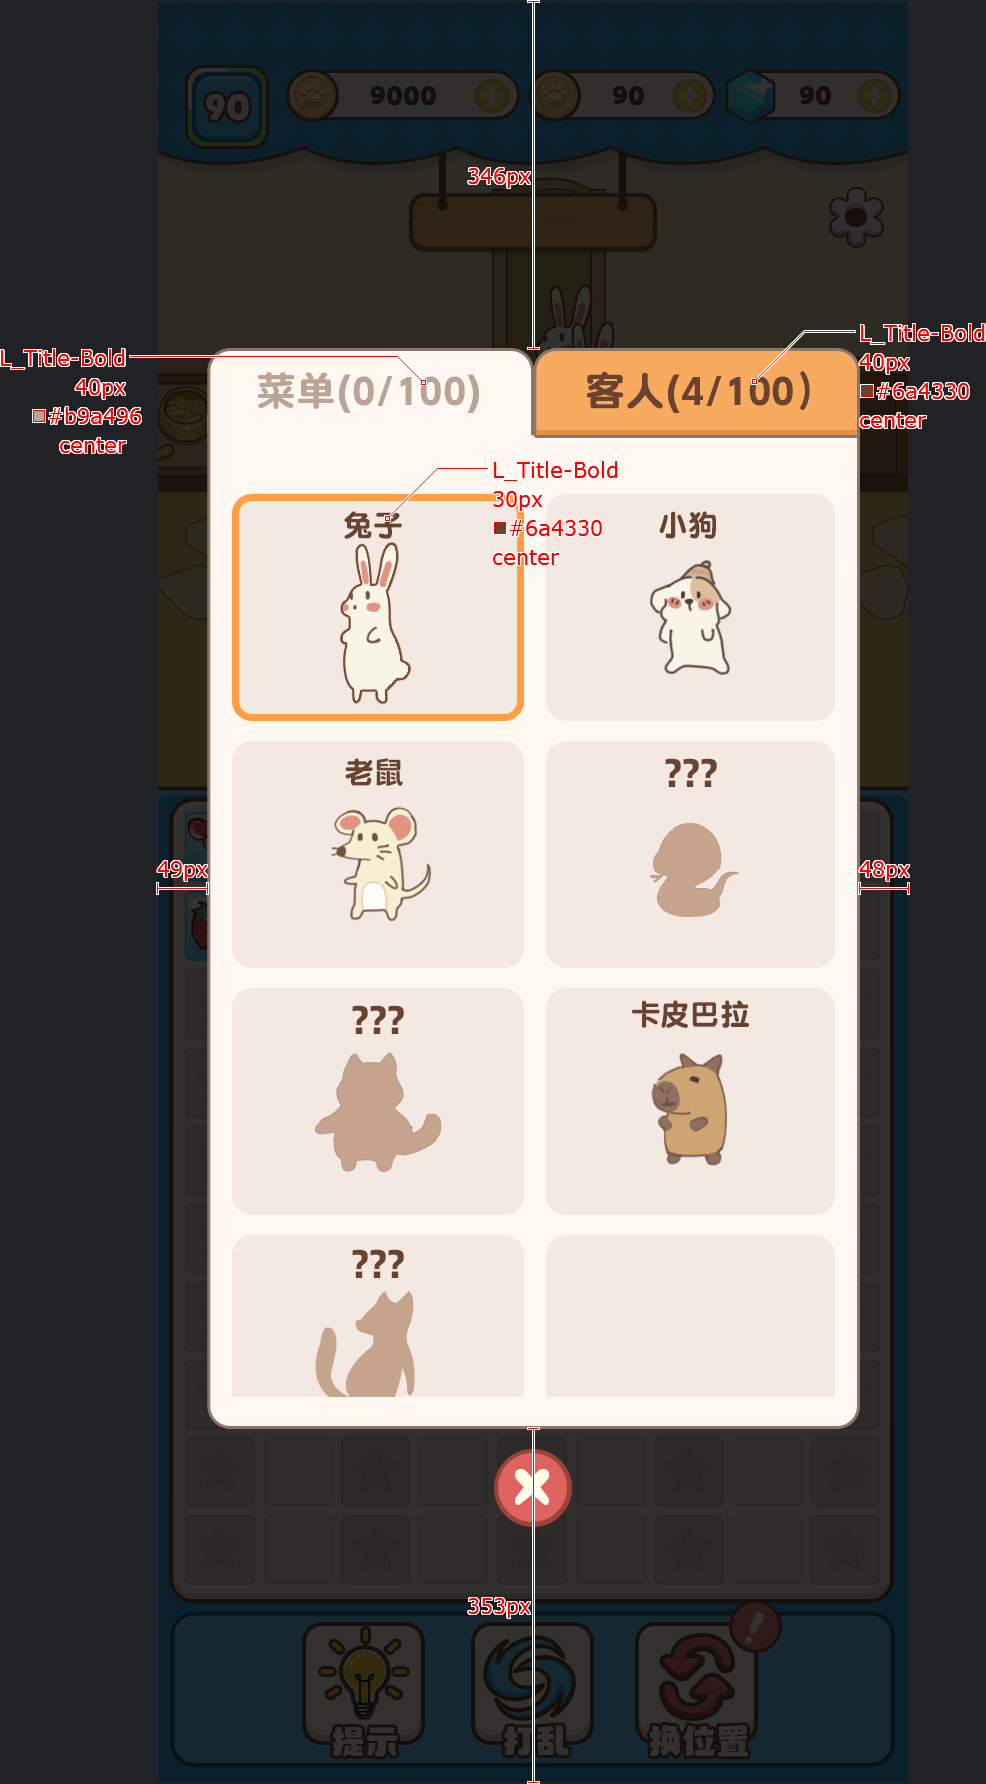 90
9000
90
90
346px
L_Title-Bold
40px
#b9a496
center
L_Title-Bold
40px
#6a4330
center
菜单(0/100)
客人(4/100)
L_Title-Bold
30px
#6a4330
center
兔子
小狗
老鼠
???
49px
48px
???
卡皮巴拉
???
353px
!
提示
打乱
换位置